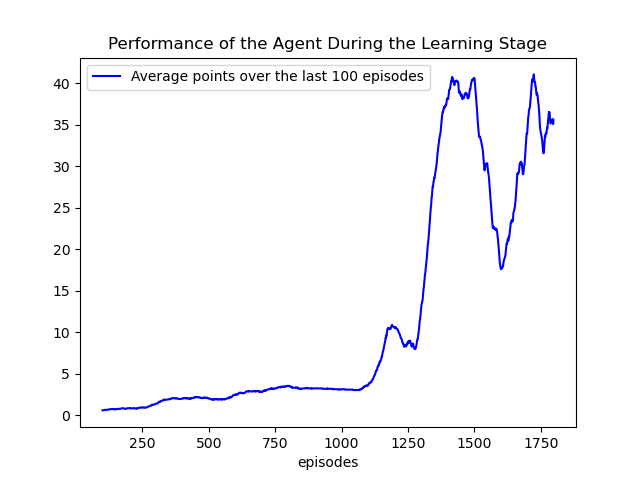 Performance of the Agent During the Learning Stage
Average points over the last 100 episodes
40
35
30
25
20
15
10
5
0
250 500 750 1000 1250 1500 1750
episodes